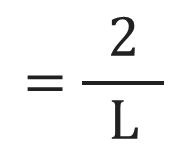 = 2/L